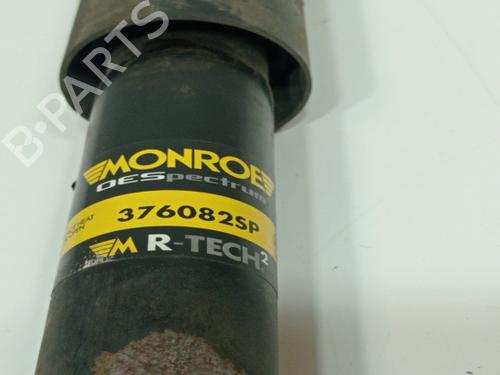 B-PARTS
MONROE
OESpectrum
376082SP
R-TECH2